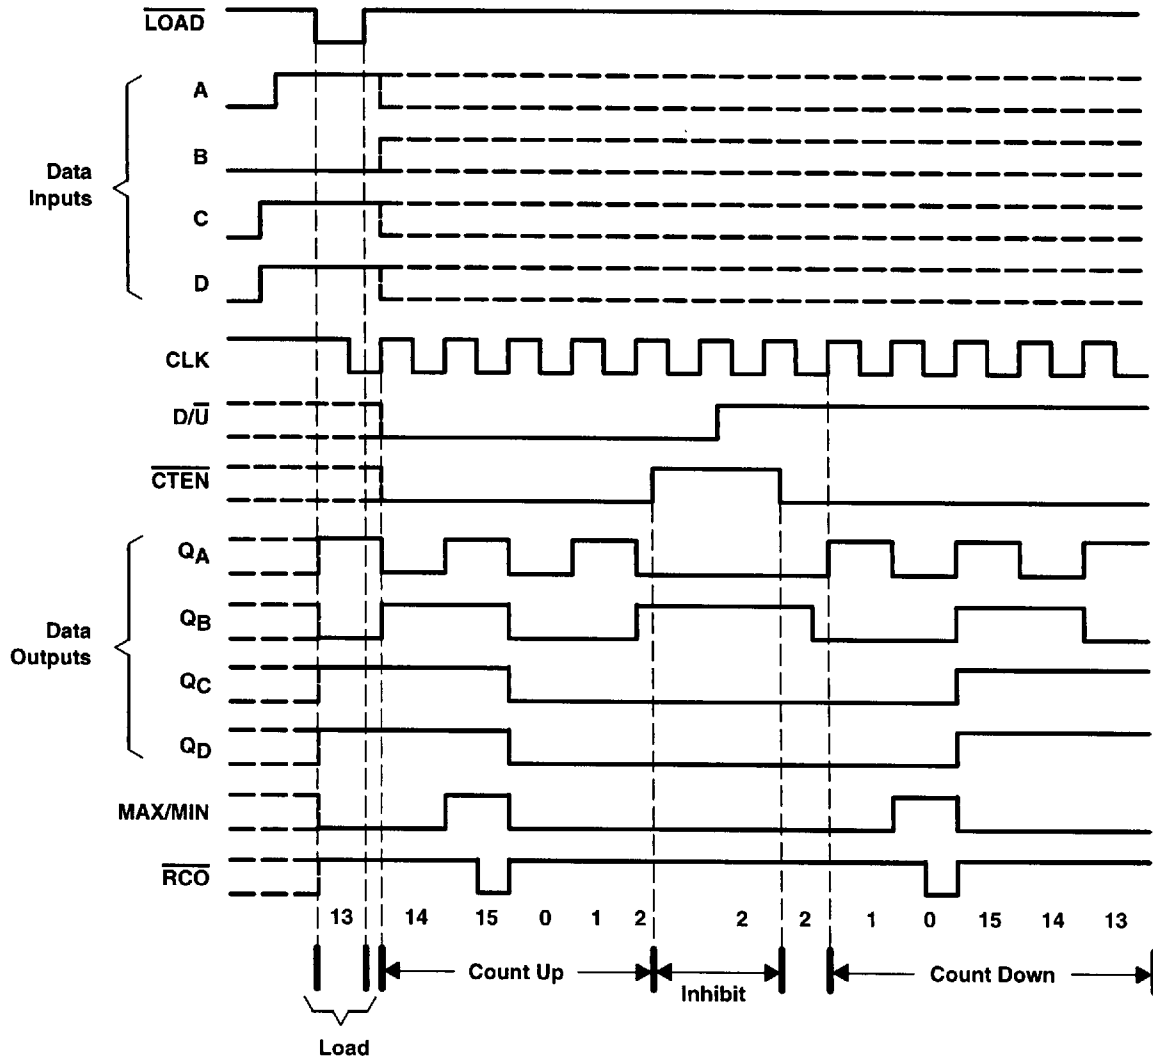 LOAD
A
B
Data
Inputs
C
D
CLK
D/U
CTEN
QA
QB
Data
Outputs
QC
QD
MAX/MIN
RCO
13 14 15 0 1 2 2 2 1 0 15 14 13
Count Up
Inhibit
Count Down
Load